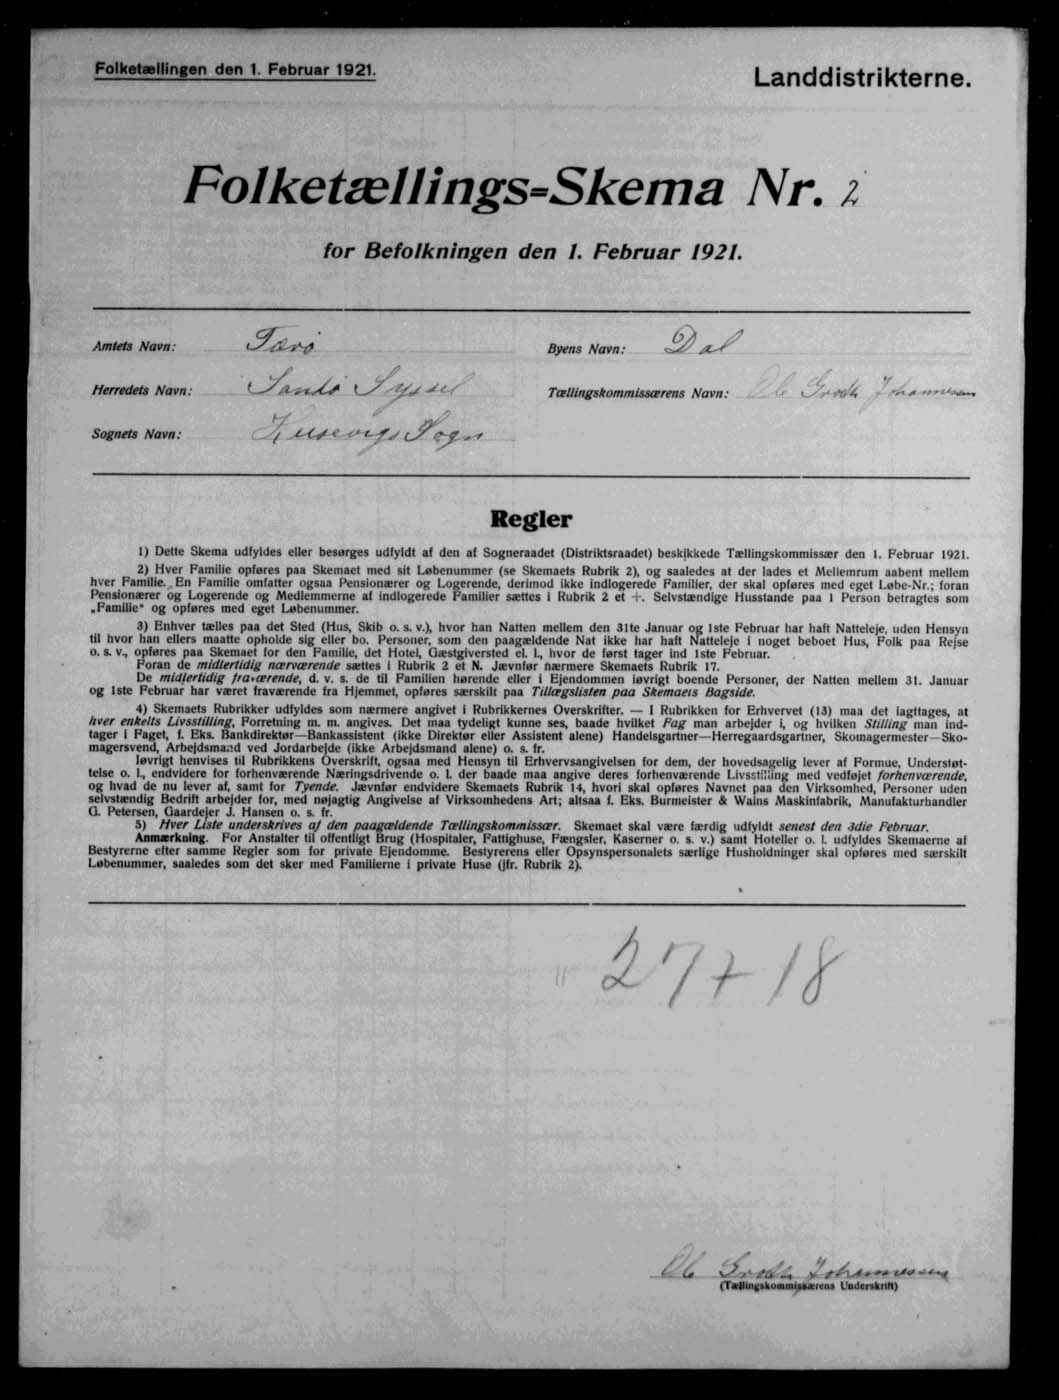 Folketællingen den 1. Februar 1921.
Landdistrikterne.
Folketællings=Skema Nr. 2
for Befolkningen den 1. Februar 1921.
Amtets Navn: Færø
Byens Navn: Dal
Herredets Navn: Sandø Syssel
Tællingskommissærens Navn: Ole Groth Johannesen
Sognets Navn: Husevigs Sogn
Regler
1) Dette Skema udfyldes eller besørges udfyldt af den af Sogneraadet (Distriktsraadet) beskikkede Tællingskommissær den 1. Februar 1921.
2) Hver Familie opføres paa Skemaet med sit Løbenummer (se Skemaets Rubrik 2), og saaledes at der lades et Mellemrum aabent mellem
hver Familie. En Familie omfatter ogsaa Pensionærer og Logerende, derimod ikke indlogerede Familier, der skal opføres med eget Løbe-Nr.; foran
Pensionærer og Logerende og Medlemmerne af indlogerede Familier sættes i Rubrik 2 et +. Selvstændige Husstande paa 1 Person betragtes som
„Familie“ og opføres med eget Løbenummer.
3) Enhver tælles paa det Sted (Hus, Skib o. s. v.), hvor han Natten mellem den 31te Januar og 1ste Februar har haft Natteleje, uden Hensyn
til hvor han ellers maatte opholde sig eller bo. Personer, som den paagældende Nat ikke har haft Natteleje i noget beboet Hus, Folk paa Rejse
o. s. v., opføres paa Skemaet for den Familie, det Hotel, Gæstgiversted el. l., hvor de først tager ind 1ste Februar.
Foran de midlertidig nærværende sættes i Rubrik 2 et N. Jævnfør nærmere Skemaets Rubrik 17.
De midlertidig fraværende, d. v. s. de til Familien hørende eller i Ejendommen iøvrigt boende Personer, der Natten mellem 31. Januar
og 1ste Februar har været fraværende fra Hjemmet, opføres særskilt paa Tillægslisten paa Skemaets Bagside.
4) Skemaets Rubrikker udfyldes som nærmere angivet i Rubrikkernes Overskrifter. — I Rubrikken for Erhvervet (13) maa det iagttages, at
hver enkelts Livsstilling, Forretning m. m. angives. Det maa tydeligt kunne ses, baade hvilket Fag man arbejder i, og hvilken Stilling man ind-
tager i Faget, f. Eks. Bankdirektør—Bankassistent (ikke Direktør eller Assistent alene) Handelsgartner—Herregaardsgartner, Skomagermester—Sko-
magersvend, Arbejdsmand ved Jordarbejde (ikke Arbejdsmand alene) o. s. fr.
Iøvrigt henvises til Rubrikkens Overskrift, ogsaa med Hensyn til Erhvervsangivelsen for dem, der hovedsagelig lever af Formue, Understøt-
telse o. l., endvidere for forhenværende Næringsdrivende o. l. der baade maa angive deres forhenværende Livsstilling med vedføjet forhenværende,
og hvad de nu lever af, samt for Tyende. Jævnfør endvidere Skemaets Rubrik 14, hvori skal opføres Navnet paa den Virksomhed, Personer uden
selvstændig Bedrift arbejder for, med nøjagtig Angivelse af Virksomhedens Art; altsaa f. Eks. Burmeister & Wains Maskinfabrik, Manufakturhandler
G. Petersen, Gaardejer J. Hansen o. s. fr.
5) Hver Liste underskrives af den paagældende Tællingskommissær. Skemaet skal være færdig udfyldt senest den 3die Februar.
Anmærkning. For Anstalter til offentligt Brug (Hospitaler, Fattighuse, Fængsler, Kaserner o. s. v.) samt Hoteller o. l. udfyldes Skemaerne af
Bestyrerne efter samme Regler som for private Ejendomme. Bestyrerens eller Opsynspersonalets særlige Husholdninger skal opføres med særskilt
Løbenummer, saaledes som det sker med Familierne i private Huse (jfr. Rubrik 2).
27+18
Ole Groth Johannesen
(Tællingskommissærens Underskrift)